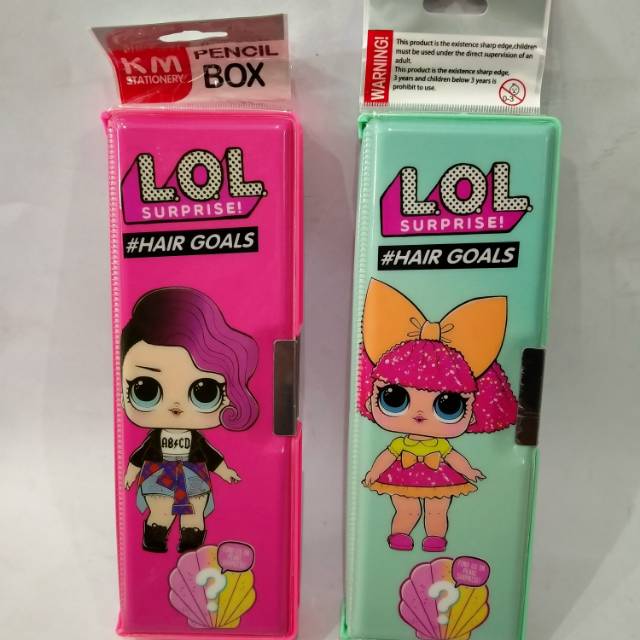 KM
STATIONERY
PENCIL
BOX
L.O.L.
SURPRISE!
#HAIR GOALS
AB CD
?
WARNING!
This product is the existence sharp edge,children
must be used under the direct supervision of an
adult.
This product is the existence sharp edge,
3 years and children below 3 years is
prohibit to use.
0-3
L.O.L.
SURPRISE!
#HAIR GOALS
?